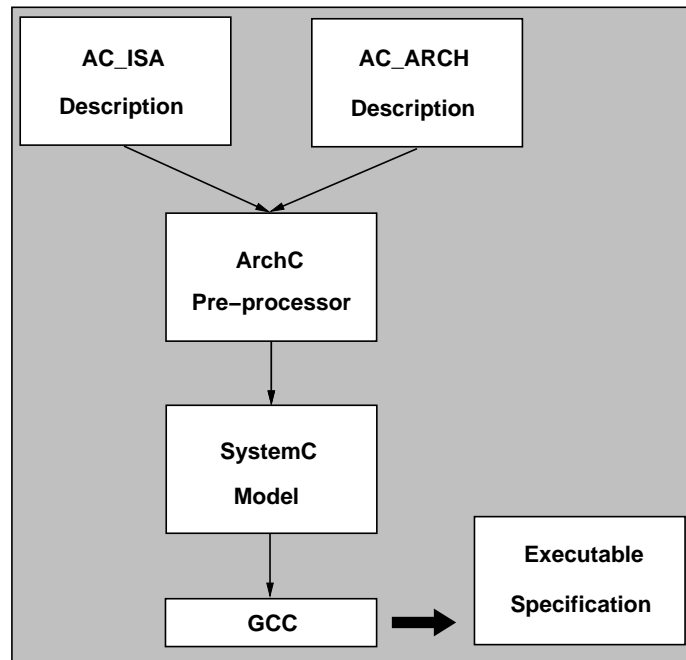 AC_ISA
Description
AC_ARCH
Description
ArchC
Pre−processor
SystemC
Model
Executable
Specification
GCC